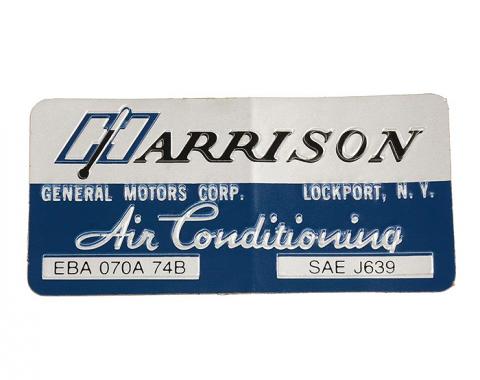 HARRISON
GENERAL MOTORS CORP. LOCKPORT, N. Y.
Air Conditioning
EBA 070A 74B SAE J639